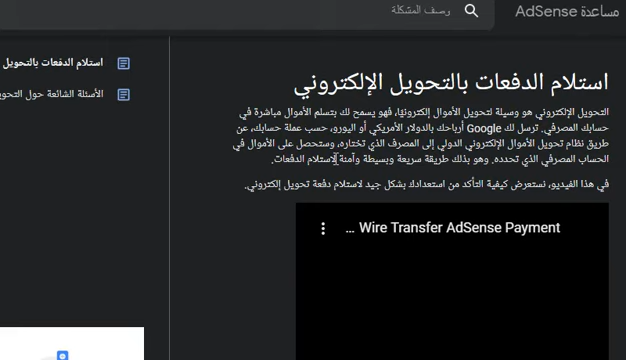 مساعدة AdSense
وصف المشكلة
استلام الدفعات بالتحويل
الأسئلة الشائعة حول التحوي
استلام الدفعات بالتحويل الإلكتروني
التحويل الإلكتروني هو وسيلة لتحويل الأموال إلكترونيًا، فهو يسمح لك بتسلم الأموال مباشرة في
حسابك المصرفي. ترسل لك Google أرباحك بالدولار الأمريكي أو اليورو، حسب عملة حسابك، عن
طريق نظام تحويل الأموال الإلكتروني الدولي إلى المصرف الذي تختاره، وستحصل على الأموال في
الحساب المصرفي الذي تحدده. وهو بذلك طريقة سريعة وبسيطة وآمنة لاستلام الدفعات.
في هذا الفيديو، نستعرض كيفية التأكد من استعدادك بشكل جيد لاستلام دفعة تحويل إلكتروني.
Wire Transfer AdSense Payment ...